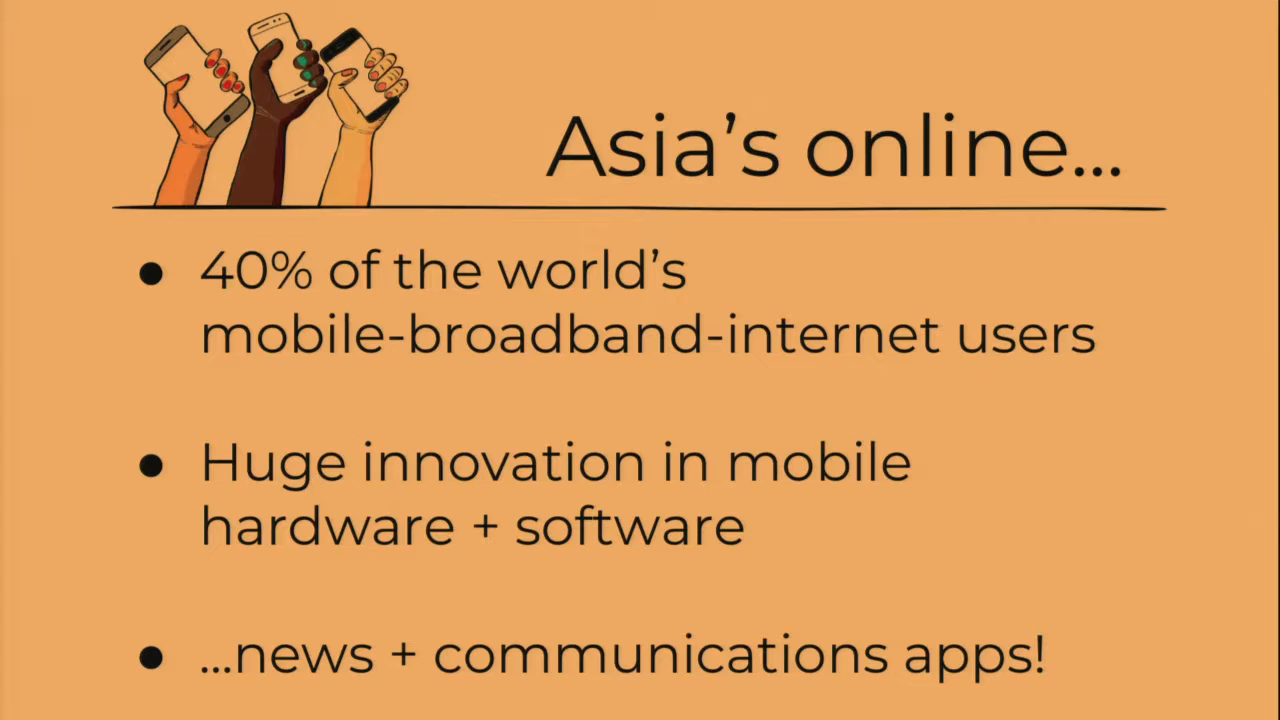 Asia’s online...
● 40% of the world’s
mobile-broadband-internet users
● Huge innovation in mobile
hardware + software
● ...news + communications apps!